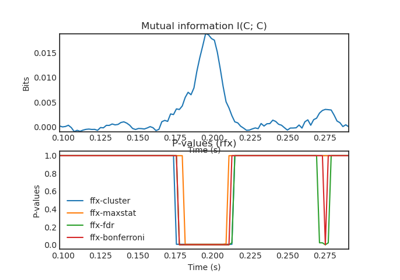 Mutual information I(C; C)
0.015
0.010
0.005
0.000
Bits
0.100 0.125 0.150 0.175 0.200 0.225 0.250 0.275
Time (s)
P-values (rfx)
1.0
0.8
0.6
0.4
0.2
0.0
P-values
ffx-cluster
ffx-maxstat
ffx-fdr
ffx-bonferroni
0.100 0.125 0.150 0.175 0.200 0.225 0.250 0.275
Time (s)